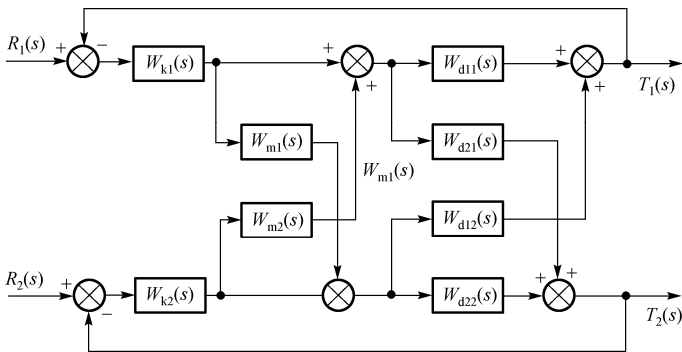 R1(s) + − Wk1(s) + + Wd11(s) + + T1(s)
Wm1(s) Wm1(s) Wd21(s)
Wm2(s) Wd12(s)
R2(s) + − Wk2(s) Wd22(s) + + T2(s)